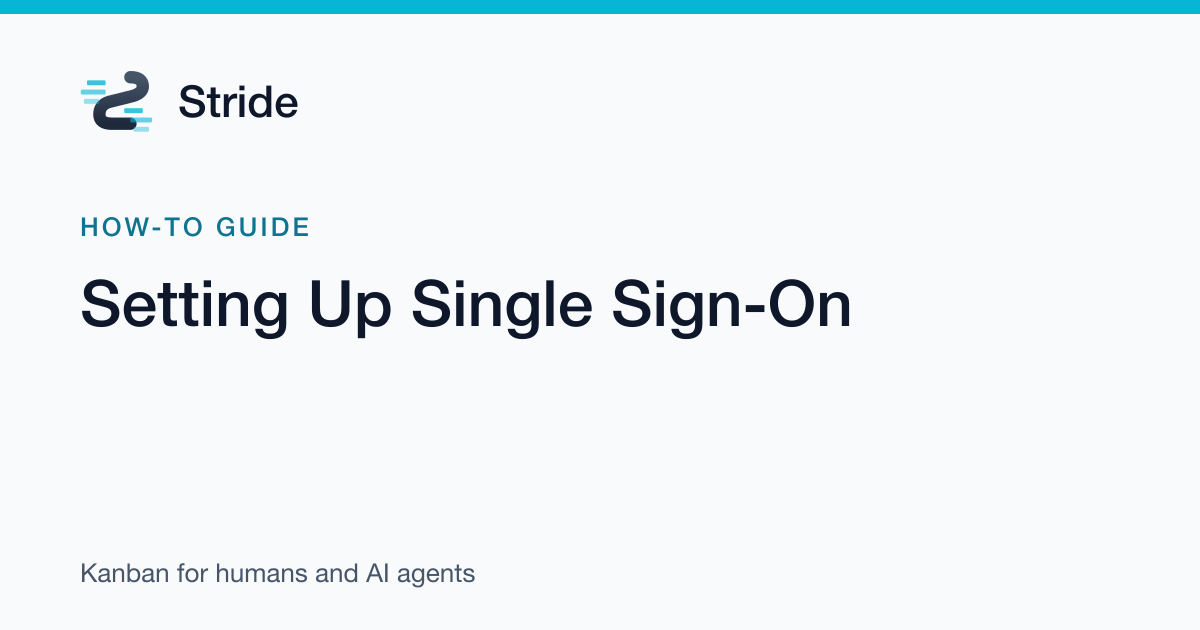 Stride
HOW-TO GUIDE
Setting Up Single Sign-On
Kanban for humans and AI agents